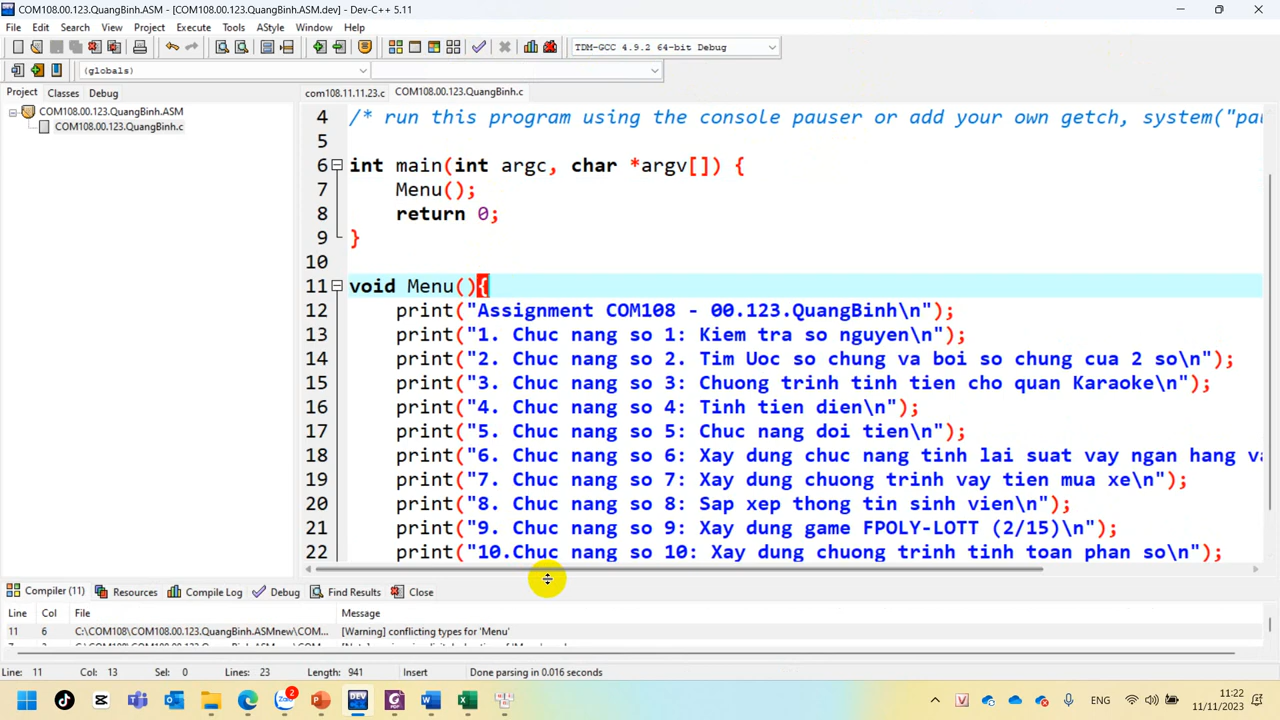 COM108.00.123.QuangBinh.ASM - [COM108.00.123.QuangBinh.ASM.dev] - Dev-C++ 5.11
File Edit Search View Project Execute Tools AStyle Window Help
TDM-GCC 4.9.2 64-bit Debug
(globals)
Project Classes Debug
COM108.00.123.QuangBinh.ASM
COM108.00.123.QuangBinh.c
com108.11.11.23.c COM108.00.123.QuangBinh.c
4 /* run this program using the console pauser or add your own getch, system("pau
5
6 int main(int argc, char *argv[]) {
7 Menu();
8 return 0;
9 }
10
11 void Menu(){
12 print("Assignment COM108 - 00.123.QuangBinh\n");
13 print("1. Chuc nang so 1: Kiem tra so nguyen\n");
14 print("2. Chuc nang so 2. Tim Uoc so chung va boi so chung cua 2 so\n");
15 print("3. Chuc nang so 3: Chuong trinh tinh tien cho quan Karaoke\n");
16 print("4. Chuc nang so 4: Tinh tien dien\n");
17 print("5. Chuc nang so 5: Chuc nang doi tien\n");
18 print("6. Chuc nang so 6: Xay dung chuc nang tinh lai suat vay ngan hang va
19 print("7. Chuc nang so 7: Xay dung chuong trinh vay tien mua xe\n");
20 print("8. Chuc nang so 8: Sap xep thong tin sinh vien\n");
21 print("9. Chuc nang so 9: Xay dung game FPOLY-LOTT (2/15)\n");
22 print("10.Chuc nang so 10: Xay dung chuong trinh tinh toan phan so\n");
Compiler (11) Resources Compile Log Debug Find Results Close
Line Col File Message
11 6 C:\COM108\COM108.00.123.QuangBinh.ASMnew\COM... [Warning] conflicting types for 'Menu'
Line: 11 Col: 13 Sel: 0 Lines: 23 Length: 941 Insert Done parsing in 0.016 seconds
2
ENG
11:22
11/11/2023